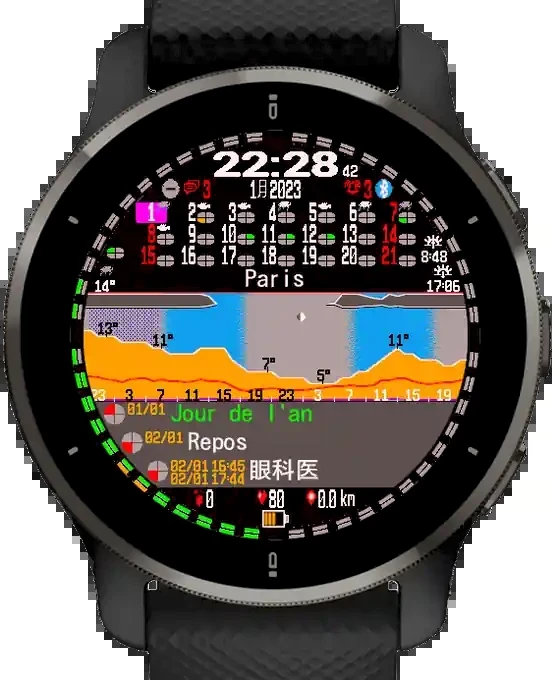 22:28 42
3 1月2023 3
1 2 3 4 5 6 7
8 9 10 11 12 13 14
15 16 17 18 19 20 21
8:48
14° Paris 17:06
13° 11° 7° 5° 11°
23 3 7 11 15 19 23 3 7 11 15 19
01/01 Jour de l'an
02/01 Repos
02/01 16:45
02/01 17:44 眼科医
0 80 0.0 km